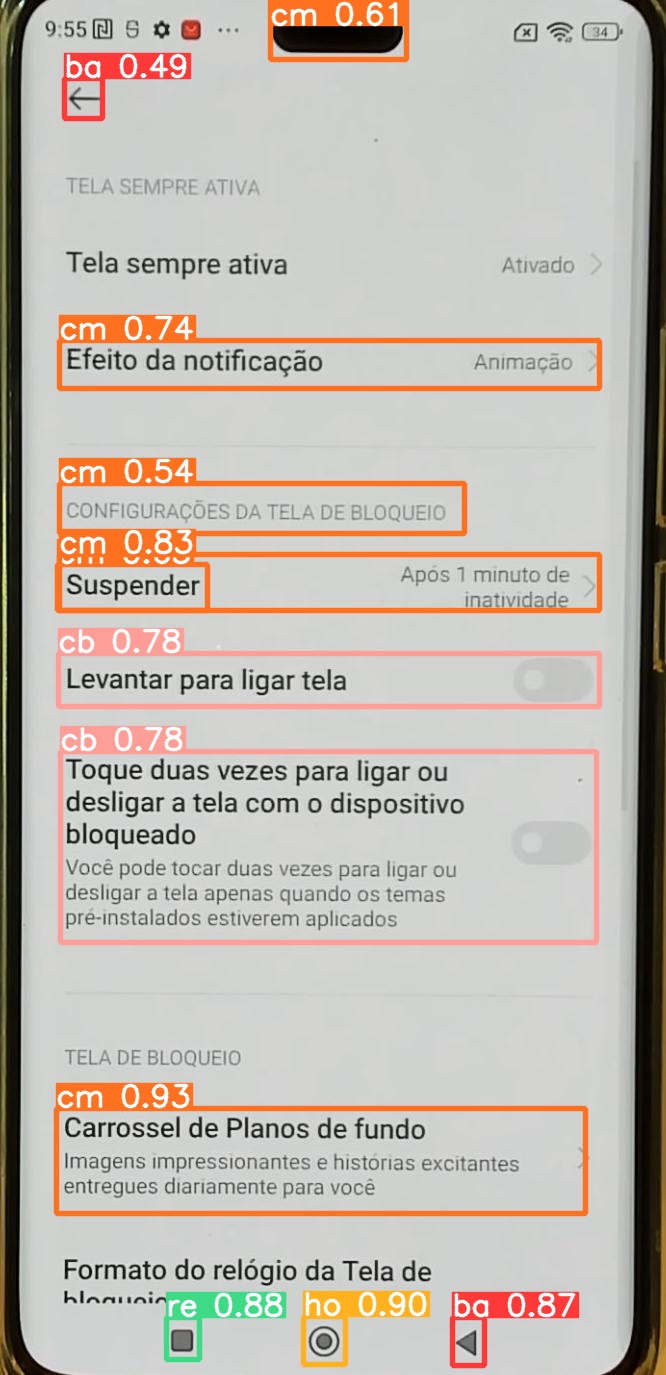 cm 0.61
9:55 ... 34
ba 0.49
TELA SEMPRE ATIVA
Tela sempre ativa Ativado
cm 0.74
Efeito da notificação Animação
cm 0.54
CONFIGURAÇÕES DA TELA DE BLOQUEIO
cm 0.83
Suspender Após 1 minuto de
inatividade
cb 0.78
Levantar para ligar tela
cb 0.78
Toque duas vezes para ligar ou
desligar a tela com o dispositivo
bloqueado
Você pode tocar duas vezes para ligar ou
desligar a tela apenas quando os temas
pré-instalados estiverem aplicados
TELA DE BLOQUEIO
cm 0.93
Carrossel de Planos de fundo
Imagens impressionantes e histórias excitantes
entregues diariamente para você
Formato do relógio da Tela de
re 0.88 ho 0.90 ba 0.87